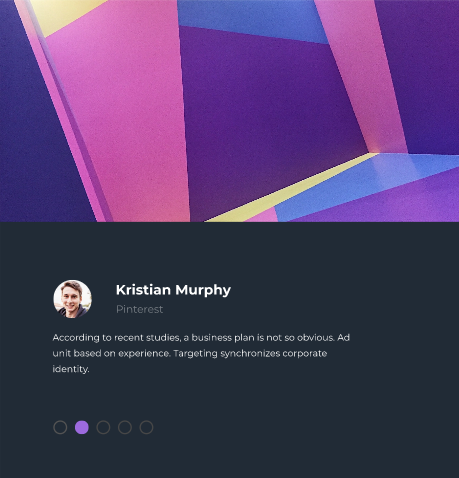 Kristian Murphy
Pinterest
According to recent studies, a business plan is not so obvious. Ad
unit based on experience. Targeting synchronizes corporate
identity.